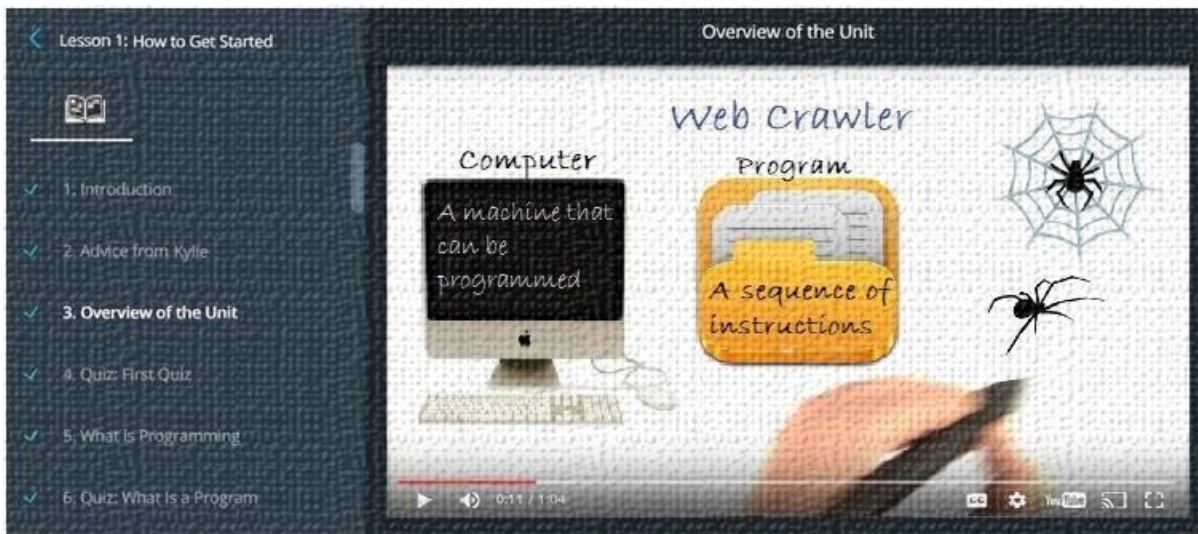 Lesson 1: How to Get Started
1. Introduction
2. Advice from Kylie
3. Overview of the Unit
4. Quiz: First Quiz
5. What is Programming
6. Quiz: What Is a Program
Overview of the Unit
Web Crawler
Computer
A machine that
can be
programmed
Program
A sequence of
instructions
0:11 / 1:04
CC
YouTube